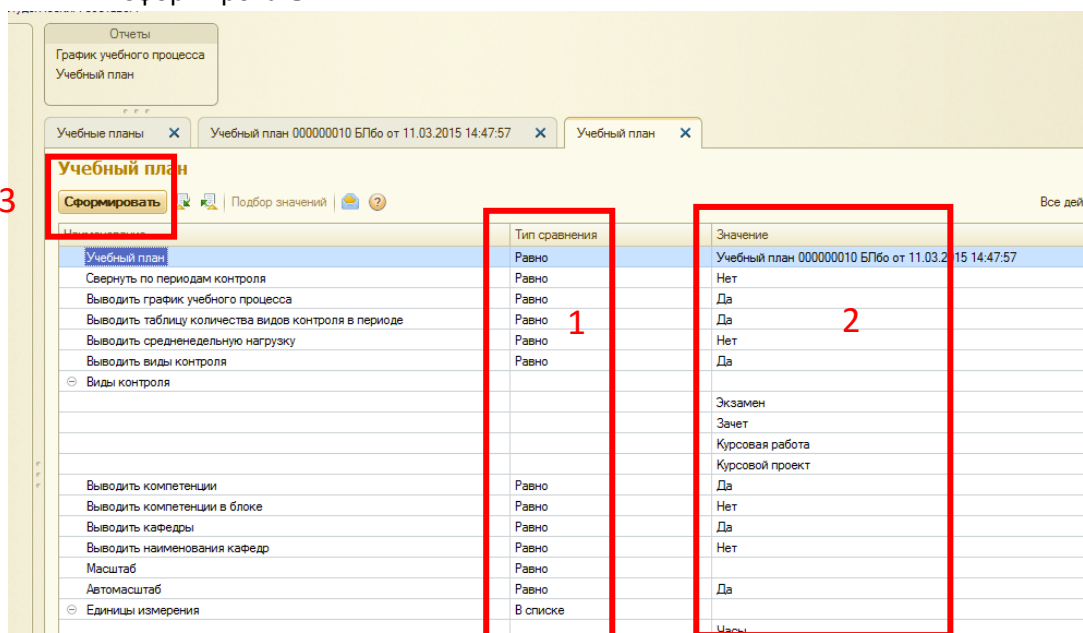 Отчеты
График учебного процесса
Учебный план
Учебные планы
Учебный план 000000010 БПбо от 11.03.2015 14:47:57
Учебный план
Учебный план
3
Сформировать Подбор значений Все дей
Наименование Тип сравнения Значение
Учебный план Равно Учебный план 000000010 БПбо от 11.03.2015 14:47:57
Свернуть по периодам контроля Равно Нет
Выводить график учебного процесса Равно Да
Выводить таблицу количества видов контроля в периоде Равно Да
1
2
Выводить средненедельную нагрузку Равно Нет
Выводить виды контроля Равно Да
Виды контроля
Экзамен
Зачет
Курсовая работа
Курсовой проект
Выводить компетенции Равно Да
Выводить компетенции в блоке Равно Нет
Выводить кафедры Равно Да
Выводить наименования кафедр Равно Нет
Масштаб Равно
Автомасштаб Равно Да
Единицы измерения В списке
Часы